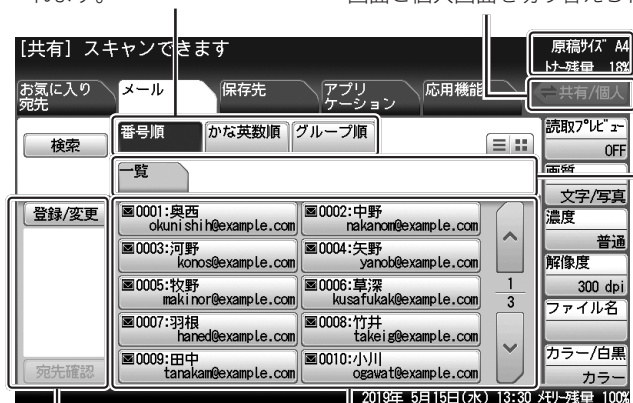 [共有] スキャンできます
原稿ｻｲｽﾞ A4
ﾄﾅｰ残量 18%
お気に入り
宛先
メール
保存先
アプリ
ケーション
応用機能
共有/個人
検索
番号順
かな英数順
グループ順
読取ﾌﾟﾚﾋﾞｭｰ
OFF
一覧
画質
文字/写真
登録/変更
0001:奥西
okunishih@example.com
0002:中野
nakanom@example.com
濃度
普通
0003:河野
konos@example.com
0004:矢野
yanob@example.com
解像度
300 dpi
0005:牧野
makinor@example.com
0006:草深
kusafukak@example.com
1
3
ファイル名
0007:羽根
haned@example.com
0008:竹井
takeig@example.com
カラー/白黒
カラー
0009:田中
tanakam@example.com
0010:小川
ogawat@example.com
宛先確認
2019年 5月15日(水) 13:30 ﾒﾓﾘｰ残量 100%